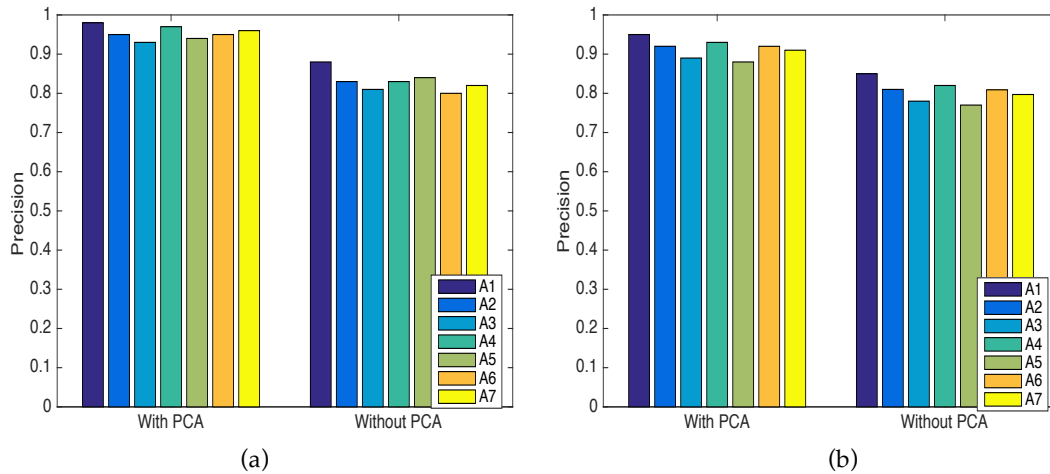 Precision
1
0.9
0.8
0.7
0.6
0.5
0.4
0.3
0.2
0.1
0
With PCA
Without PCA
A1
A2
A3
A4
A5
A6
A7
(a)
Precision
1
0.9
0.8
0.7
0.6
0.5
0.4
0.3
0.2
0.1
0
With PCA
Without PCA
A1
A2
A3
A4
A5
A6
A7
(b)